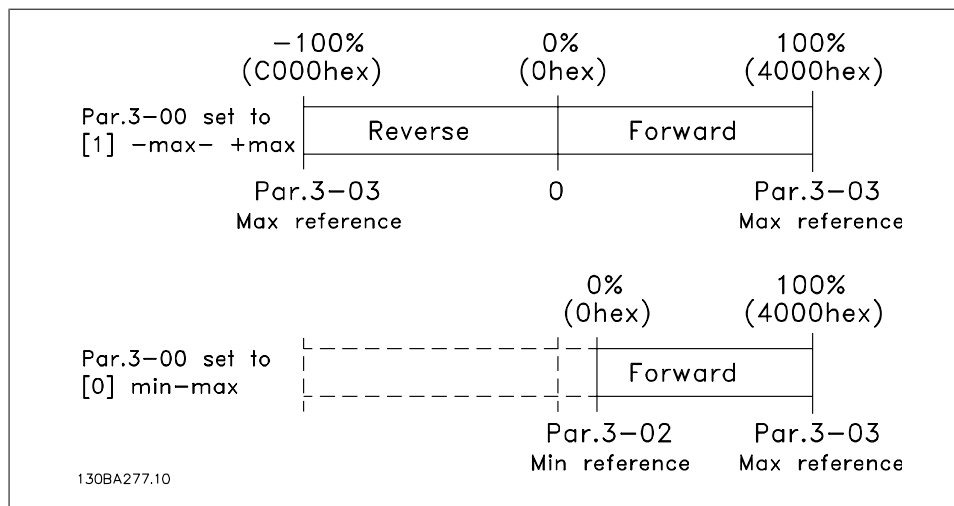 -100% 0% 100%
(C000hex) (0hex) (4000hex)
Par.3-00 set to
[1] -max- +max
Reverse Forward
Par.3-03 0 Par.3-03
Max reference Max reference
0% 100%
(0hex) (4000hex)
Par.3-00 set to
[0] min-max
Forward
Par.3-02 Par.3-03
Min reference Max reference
130BA277.10